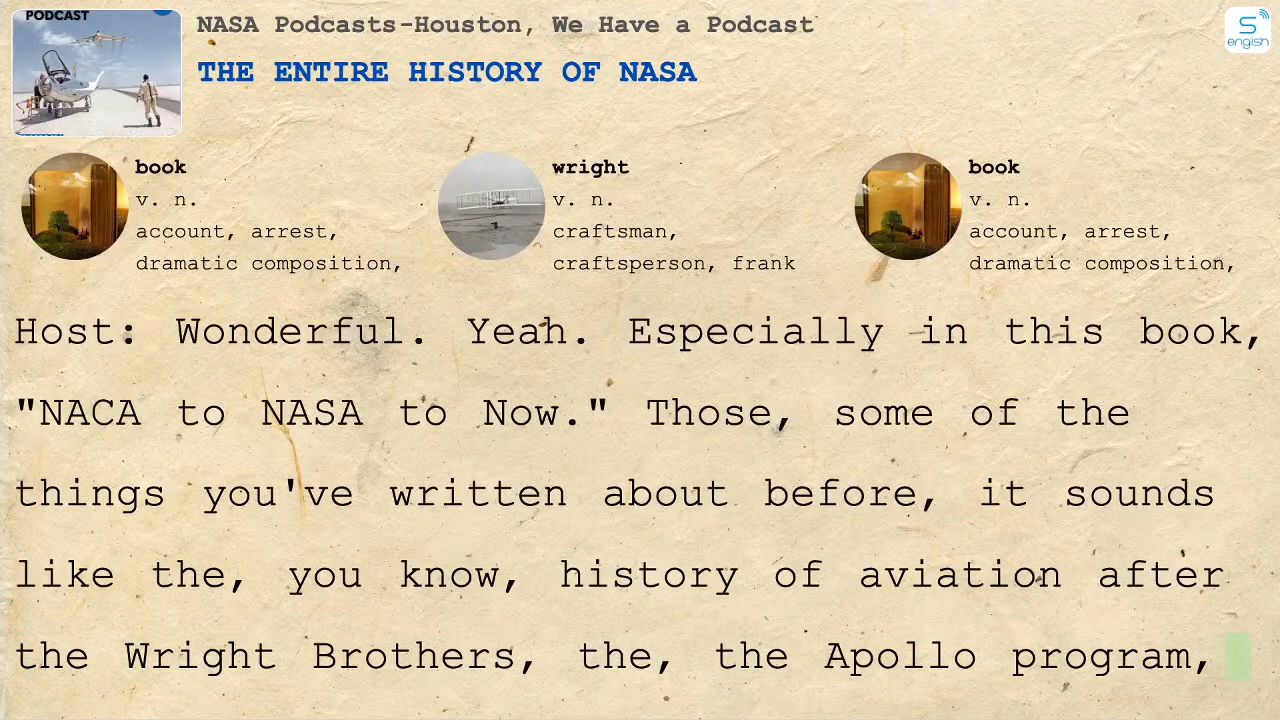 PODCAST
NASA Podcasts-Houston, We Have a Podcast
THE ENTIRE HISTORY OF NASA
S
english
book
v. n.
account, arrest,
dramatic composition,
wright
v. n.
craftsman,
craftsperson, frank
book
v. n.
account, arrest,
dramatic composition,
Host: Wonderful. Yeah. Especially in this book,
"NACA to NASA to Now." Those, some of the
things you've written about before, it sounds
like the, you know, history of aviation after
the Wright Brothers, the, the Apollo program,